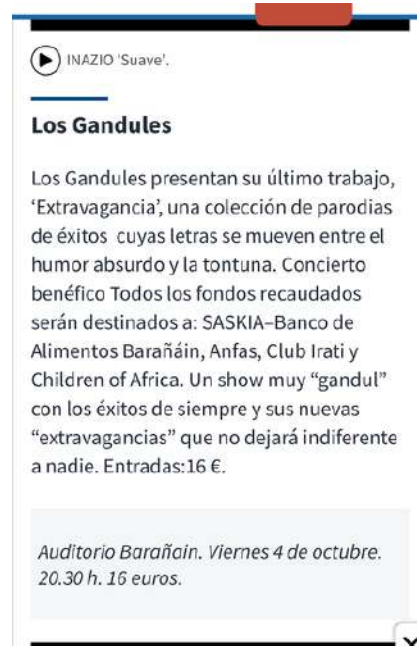 INAZIO 'Suave'.
Los Gandules
Los Gandules presentan su último trabajo,
‘Extravagancia’, una colección de parodias
de éxitos cuyas letras se mueven entre el
humor absurdo y la tontuna. Concierto
benéfico Todos los fondos recaudados
serán destinados a: SASKIA–Banco de
Alimentos Barañáin, Anfas, Club Irati y
Children of Africa. Un show muy “gandul”
con los éxitos de siempre y sus nuevas
“extravagancias” que no dejará indiferente
a nadie. Entradas:16 €.
Auditorio Barañain. Viernes 4 de octubre.
20.30 h. 16 euros.